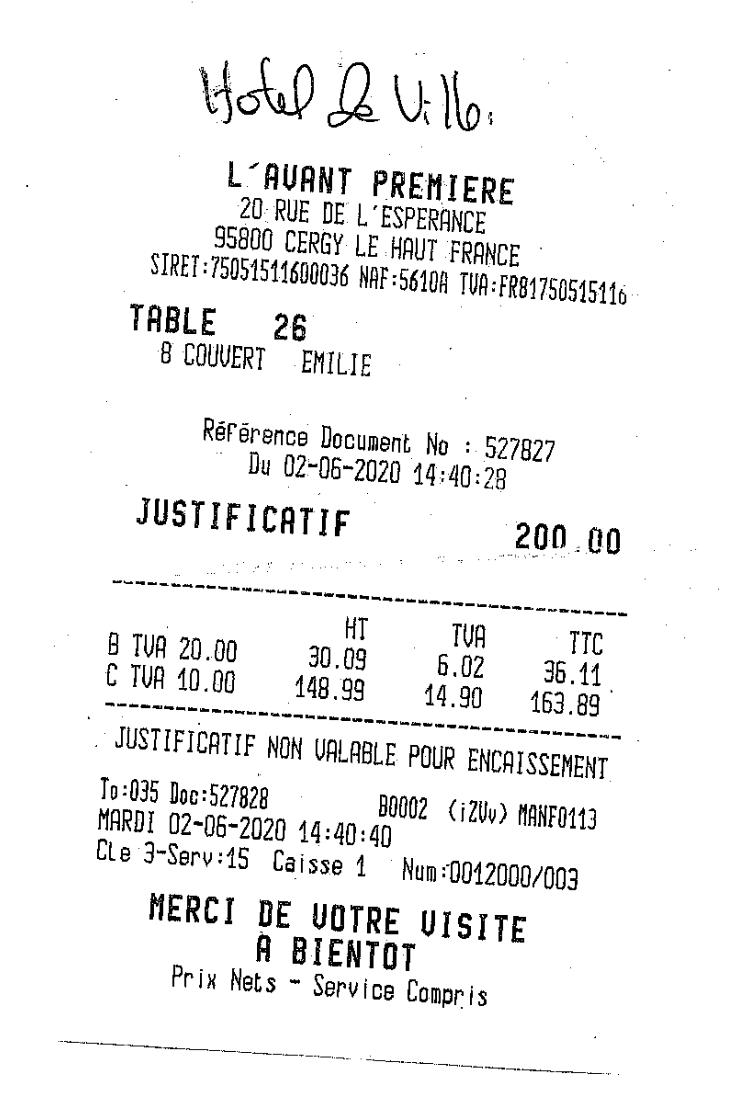 Hotel de Ville.
L'AVANT PREMIERE
20 RUE DE L'ESPERANCE
95800 CERGY LE HAUT FRANCE
SIRET:75051511600036 NAF:5610A TVA:FR81750515116
TABLE 26
8 COUVERT EMILIE
Référence Document No : 527827
Du 02-06-2020 14:40:28
JUSTIFICATIF 200.00
HT TVA TTC
B TVA 20.00 30.09 6.02 36.11
C TVA 10.00 148.99 14.90 163.89
JUSTIFICATIF NON VALABLE POUR ENCAISSEMENT
To:035 Doc:527828 B0002 (iZUv) MANF0113
MARDI 02-06-2020 14:40:40
Cle 3-Serv:15 Caisse 1 Num:0012000/003
MERCI DE VOTRE VISITE
A BIENTOT
Prix Nets - Service Compris